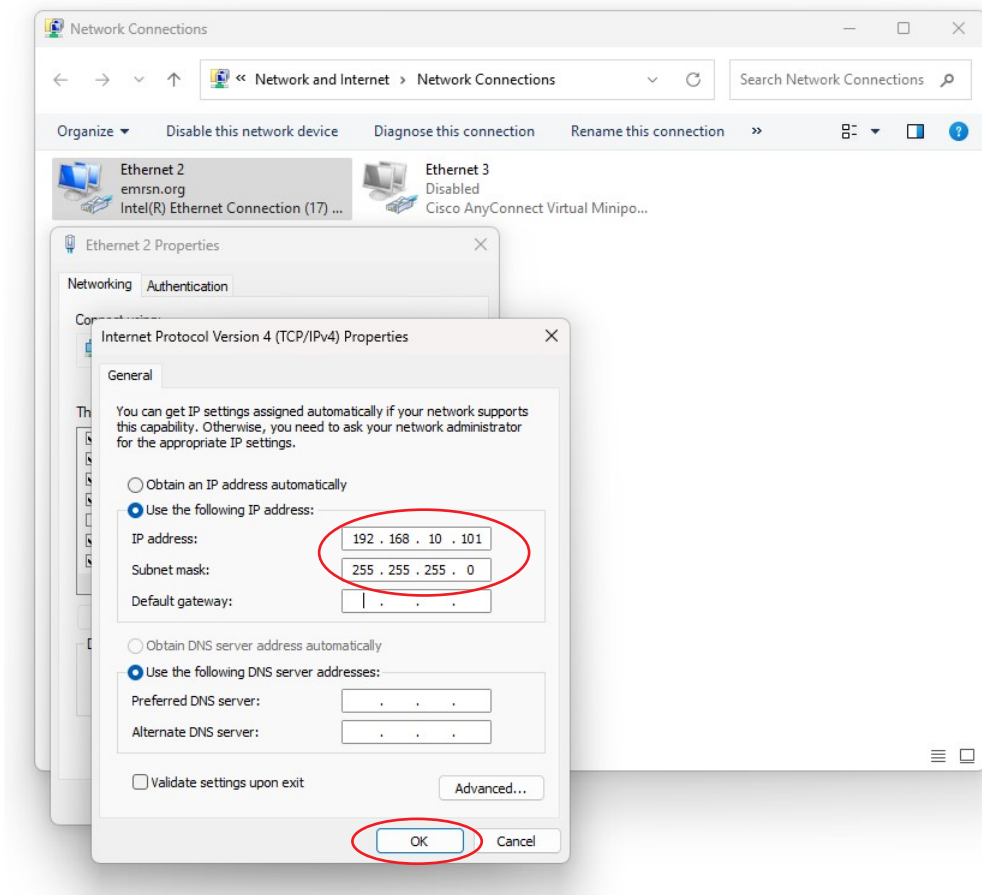 Network Connections
« Network and Internet > Network Connections
Search Network Connections
Organize
Disable this network device
Diagnose this connection
Rename this connection
»
Ethernet 2
emrsn.org
Intel(R) Ethernet Connection (17) ...
Ethernet 3
Disabled
Cisco AnyConnect Virtual Minipo...
Ethernet 2 Properties
Networking
Authentication
Internet Protocol Version 4 (TCP/IPv4) Properties
General
You can get IP settings assigned automatically if your network supports
this capability. Otherwise, you need to ask your network administrator
for the appropriate IP settings.
Obtain an IP address automatically
Use the following IP address:
IP address:
192 . 168 . 10 . 101
Subnet mask:
255 . 255 . 255 . 0
Default gateway:
. . .
Obtain DNS server address automatically
Use the following DNS server addresses:
Preferred DNS server:
. . .
Alternate DNS server:
. . .
Validate settings upon exit
Advanced...
OK
Cancel